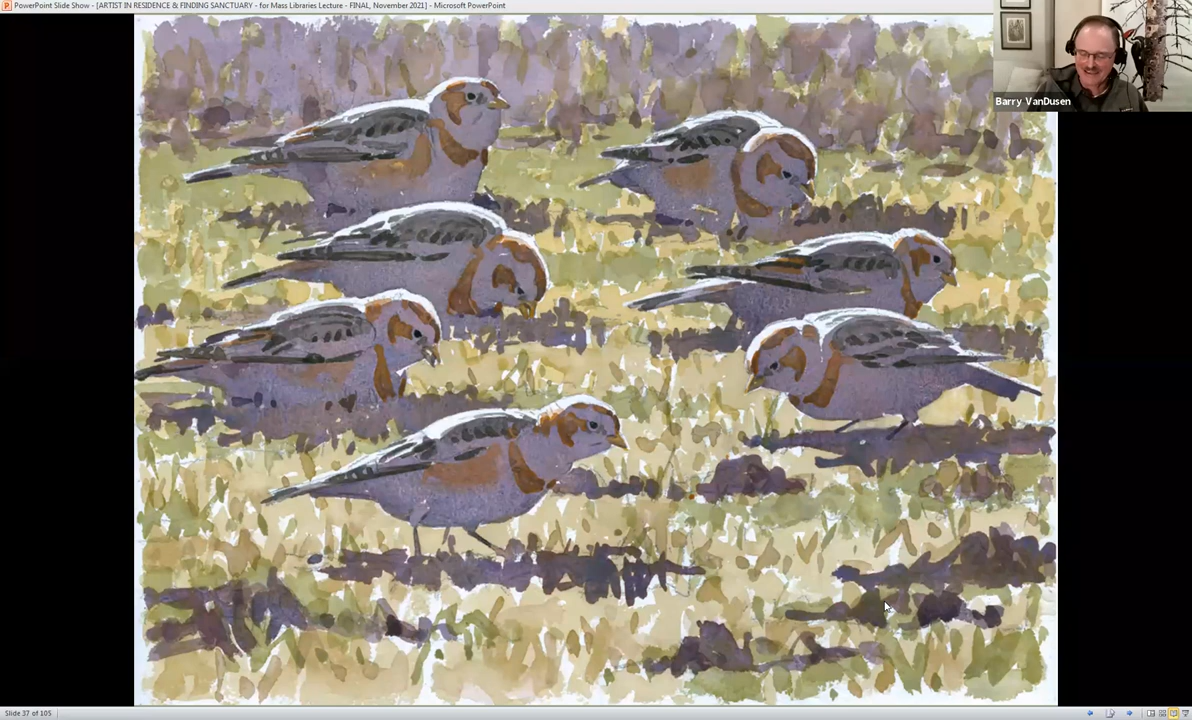 PowerPoint Slide Show - [ARTIST IN RESIDENCE & FINDING SANCTUARY - for Mass Libraries Lecture - FINAL, November 2021] - Microsoft PowerPoint
Barry VanDusen
Slide 37 of 105